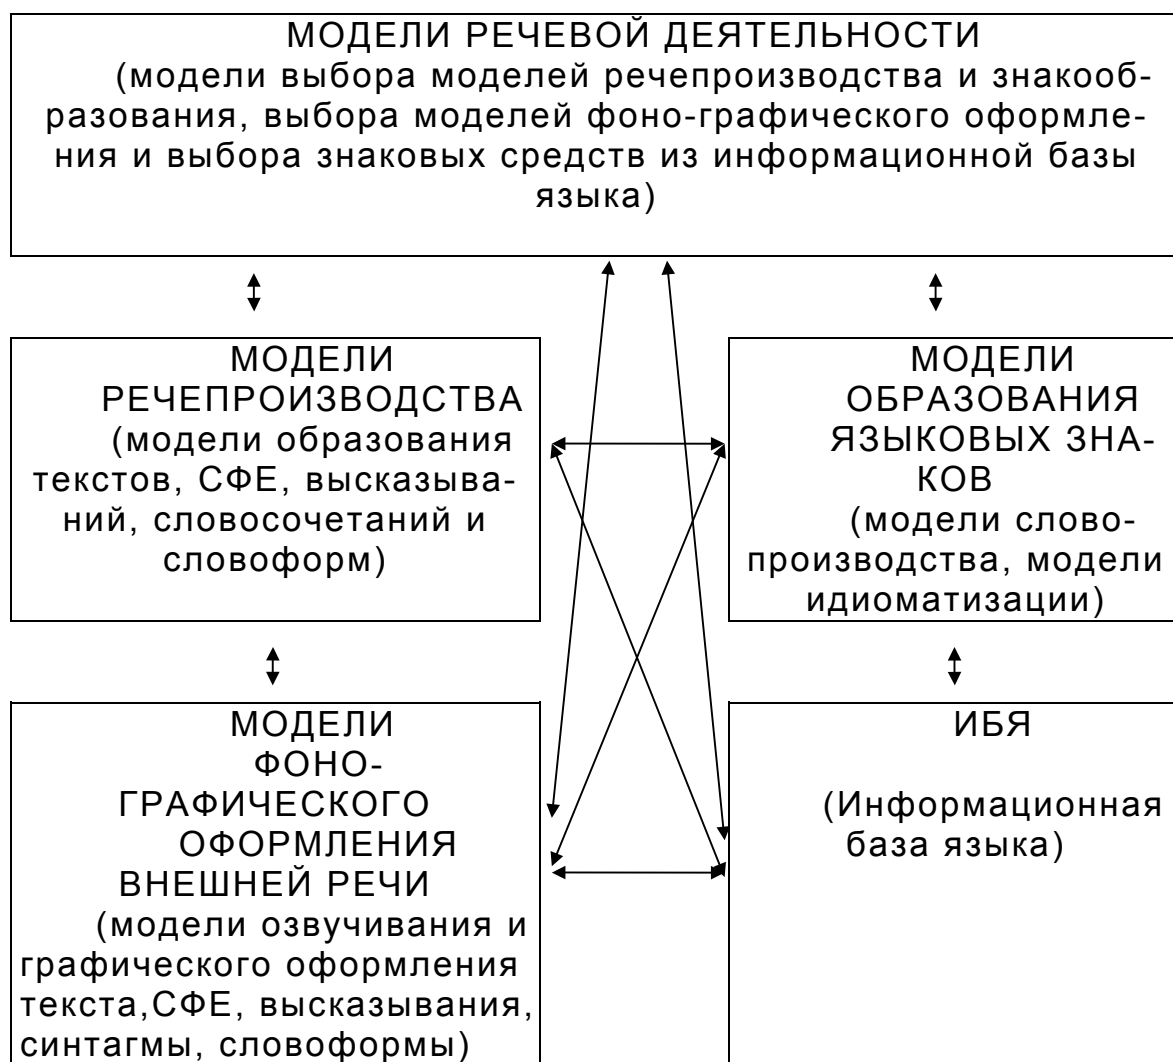 МОДЕЛИ РЕЧЕВОЙ ДЕЯТЕЛЬНОСТИ
(модели выбора моделей речепроизводства и знакооб-
разования, выбора моделей фоно-графического оформле-
ния и выбора знаковых средств из информационной базы
языка)
МОДЕЛИ
РЕЧЕПРОИЗВОДСТВА
(модели образования
текстов, СФЕ, высказыва-
ний, словосочетаний и
словоформ)
МОДЕЛИ
ОБРАЗОВАНИЯ
ЯЗЫКОВЫХ ЗНА-
КОВ
(модели слово-
производства, модели
идиоматизации)
МОДЕЛИ
ФОНО-
ГРАФИЧЕСКОГО
ОФОРМЛЕНИЯ
ВНЕШНЕЙ РЕЧИ
(модели озвучивания и
графического оформления
текста,СФЕ, высказывания,
синтагмы, словоформы)
ИБЯ
(Информационная
база языка)